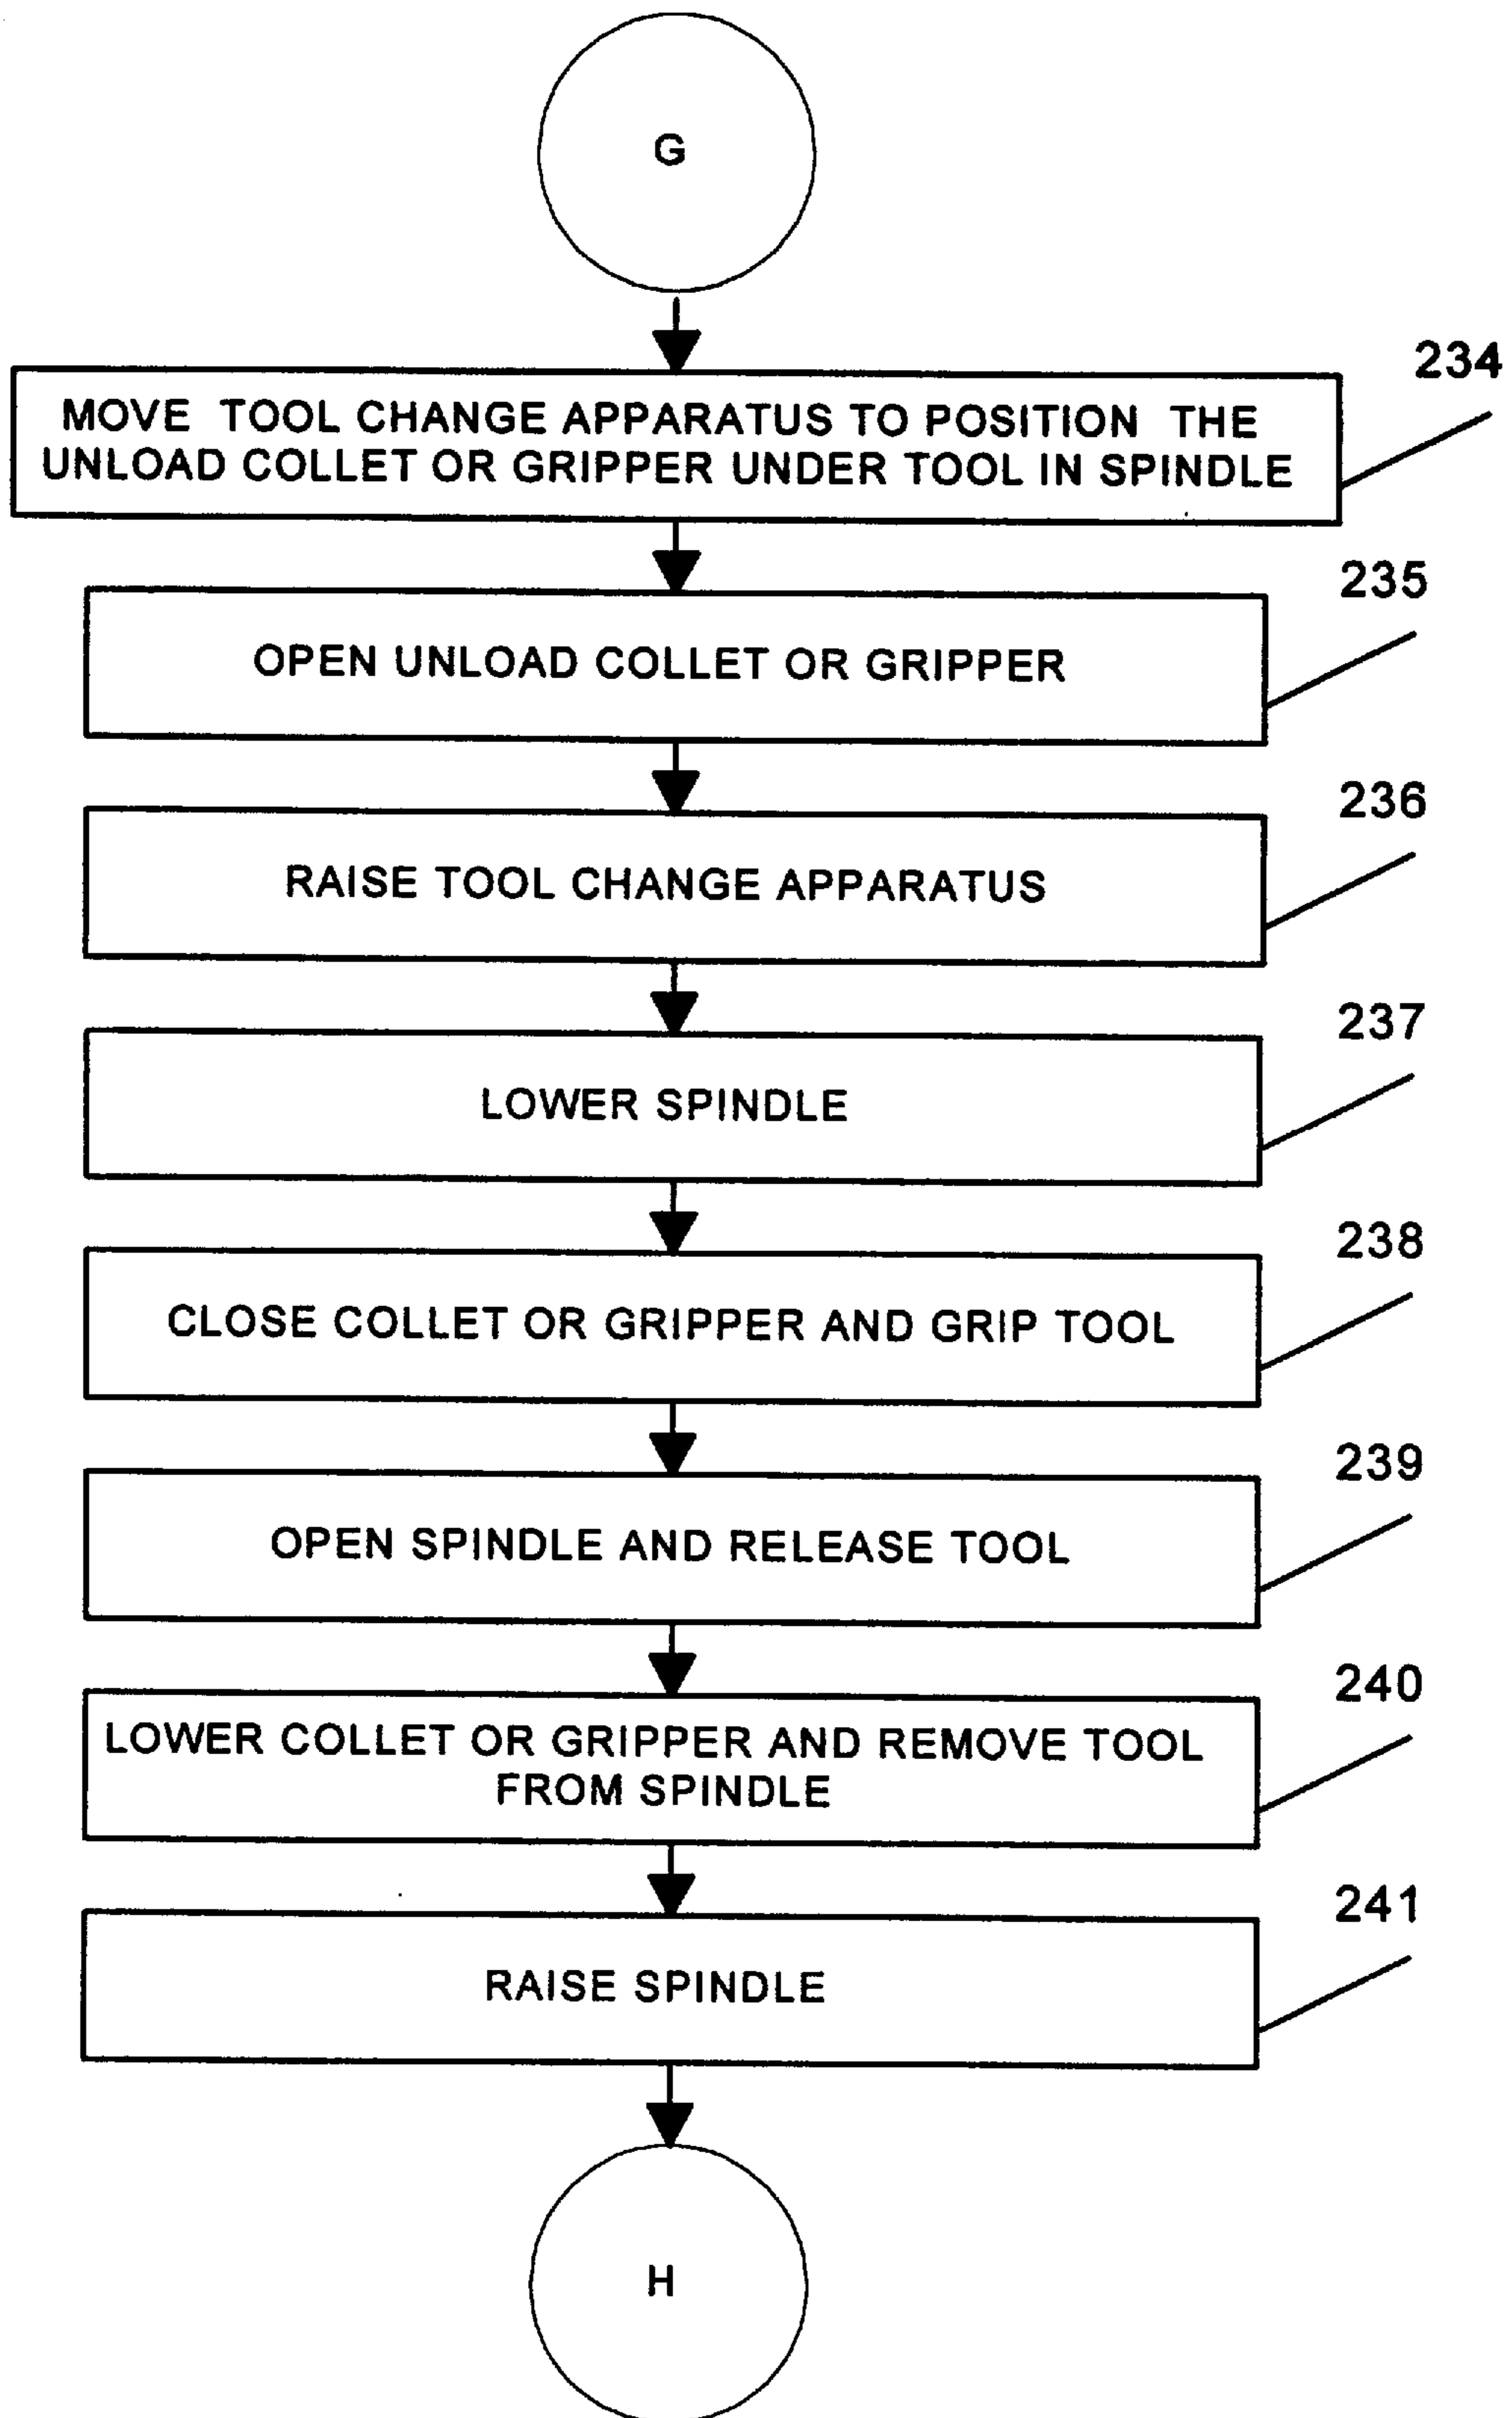 G
234
MOVE TOOL CHANGE APPARATUS TO POSITION THE
UNLOAD COLLET OR GRIPPER UNDER TOOL IN SPINDLE
235
OPEN UNLOAD COLLET OR GRIPPER
236
RAISE TOOL CHANGE APPARATUS
237
LOWER SPINDLE
238
CLOSE COLLET OR GRIPPER AND GRIP TOOL
239
OPEN SPINDLE AND RELEASE TOOL
240
LOWER COLLET OR GRIPPER AND REMOVE TOOL
FROM SPINDLE
241
RAISE SPINDLE
H